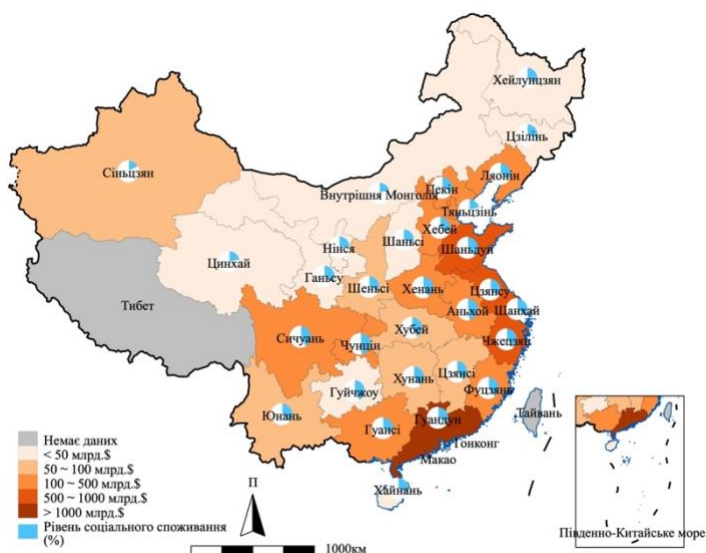 Хейлунцзян
Цзілінь
Сіньцзян
Ляонін
Пекін
Внутрішня Монголія
Тяньцзінь
Хебей
Шаньсі
Нінся
Шаньдун
Цинхай
Ганьсу
Шеньсі
Хенань
Цзянсу
Тибет
Аньхой
Шанхай
Хубей
Сичуань
Чунцін
Чжецзян
Хунань
Цзянсі
Гуйчжоу
Фуцзянь
Юнань
Гуандун
Тайвань
Гуансі
Гонконг
Макао
Хайнань
Немає даних
< 50 млрд.$
50 ~ 100 млрд.$
100 ~ 500 млрд.$
500 ~ 1000 млрд.$
> 1000 млрд.$
Рівень соціального споживання
(%)
П
1000км
Південно-Китайське море